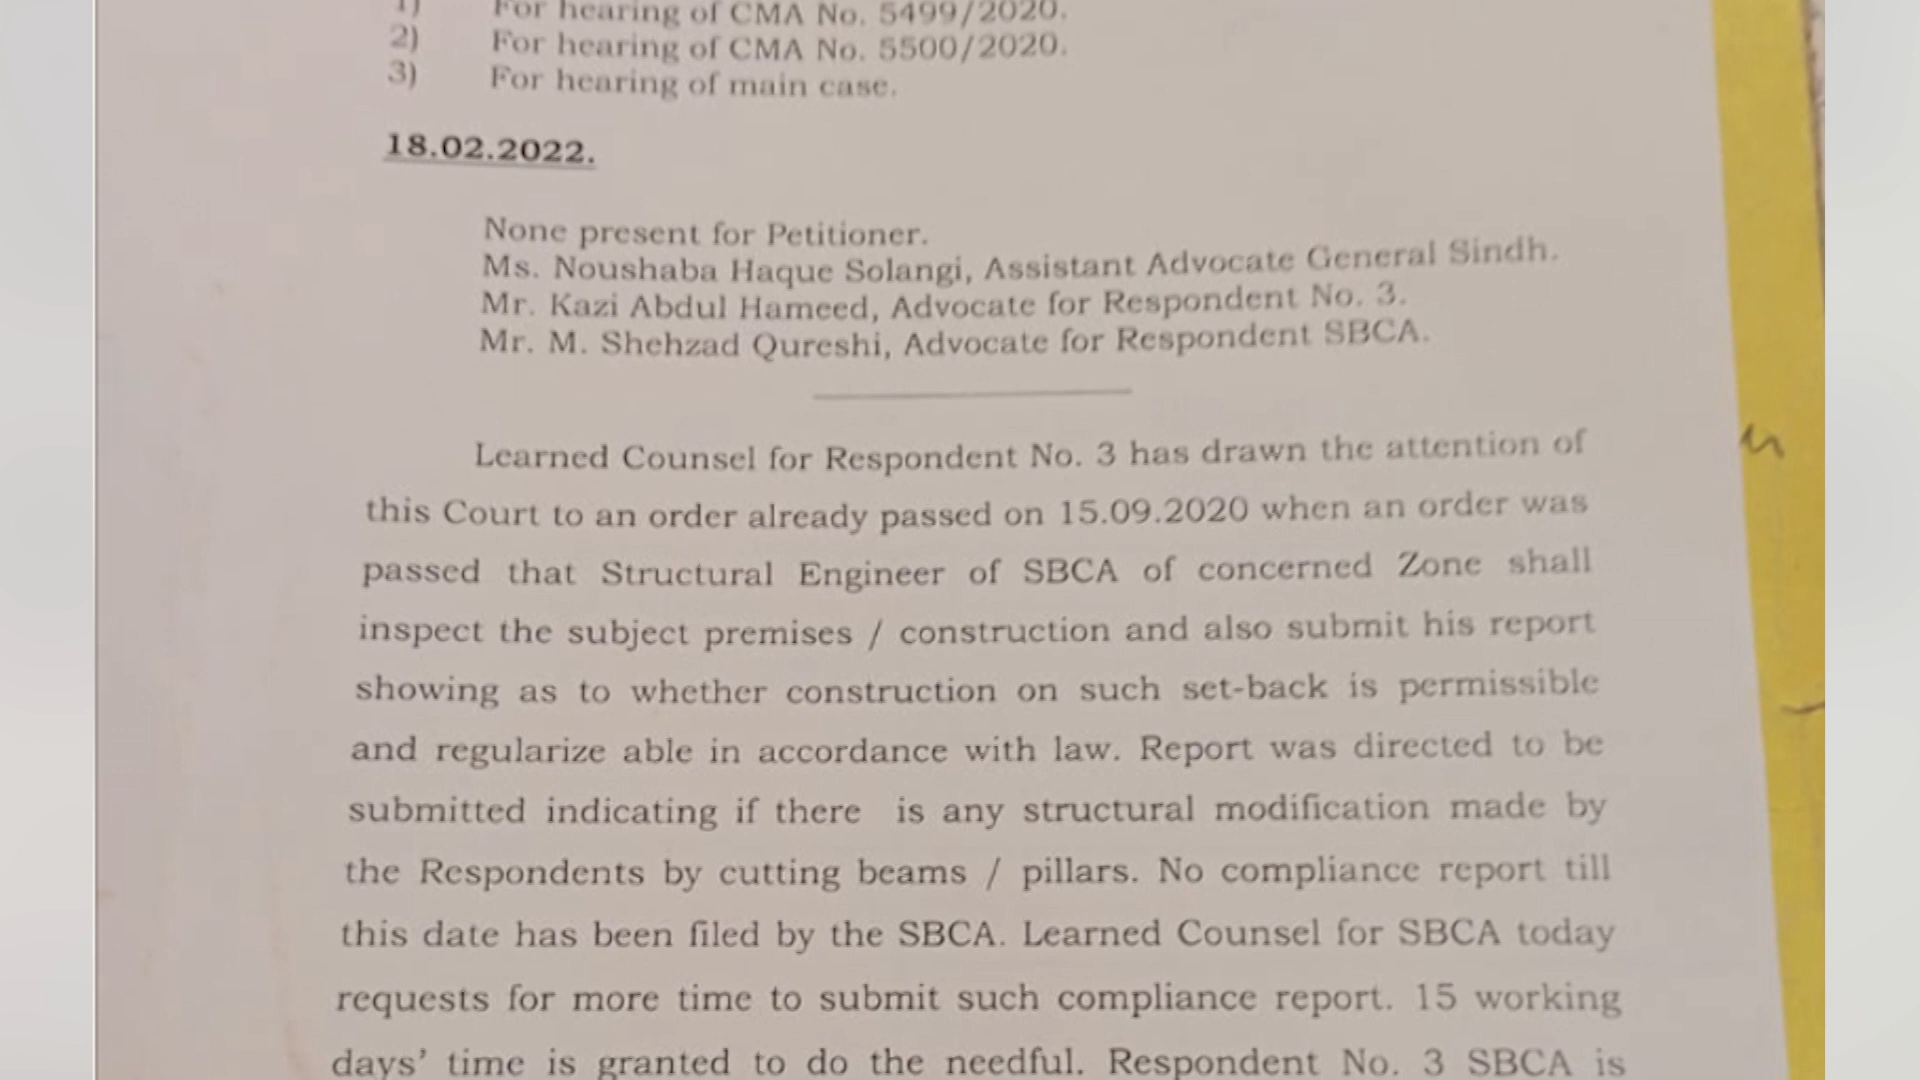 1) For hearing of CMA No. 5499/2020.
2) For hearing of CMA No. 5500/2020.
3) For hearing of main case.
18.02.2022.
None present for Petitioner.
Ms. Noushaba Haque Solangi, Assistant Advocate General Sindh.
Mr. Kazi Abdul Hameed, Advocate for Respondent No. 3.
Mr. M. Shehzad Qureshi, Advocate for Respondent SBCA.
Learned Counsel for Respondent No. 3 has drawn the attention of
this Court to an order already passed on 15.09.2020 when an order was
passed that Structural Engineer of SBCA of concerned Zone shall
inspect the subject premises / construction and also submit his report
showing as to whether construction on such set-back is permissible
and regularize able in accordance with law. Report was directed to be
submitted indicating if there is any structural modification made by
the Respondents by cutting beams / pillars. No compliance report till
this date has been filed by the SBCA. Learned Counsel for SBCA today
requests for more time to submit such compliance report. 15 working
days' time is granted to do the needful. Respondent No. 3 SBCA is